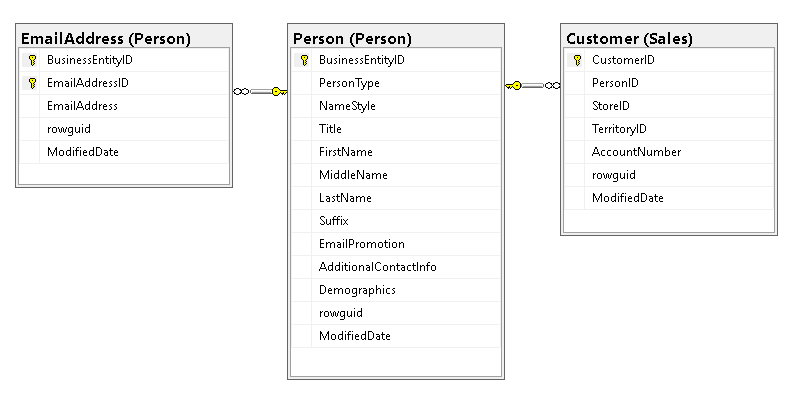 EmailAddress (Person)
BusinessEntityID
EmailAddressID
EmailAddress
rowguid
ModifiedDate
Person (Person)
BusinessEntityID
PersonType
NameStyle
Title
FirstName
MiddleName
LastName
Suffix
EmailPromotion
AdditionalContactInfo
Demographics
rowguid
ModifiedDate
Customer (Sales)
CustomerID
PersonID
StoreID
TerritoryID
AccountNumber
rowguid
ModifiedDate